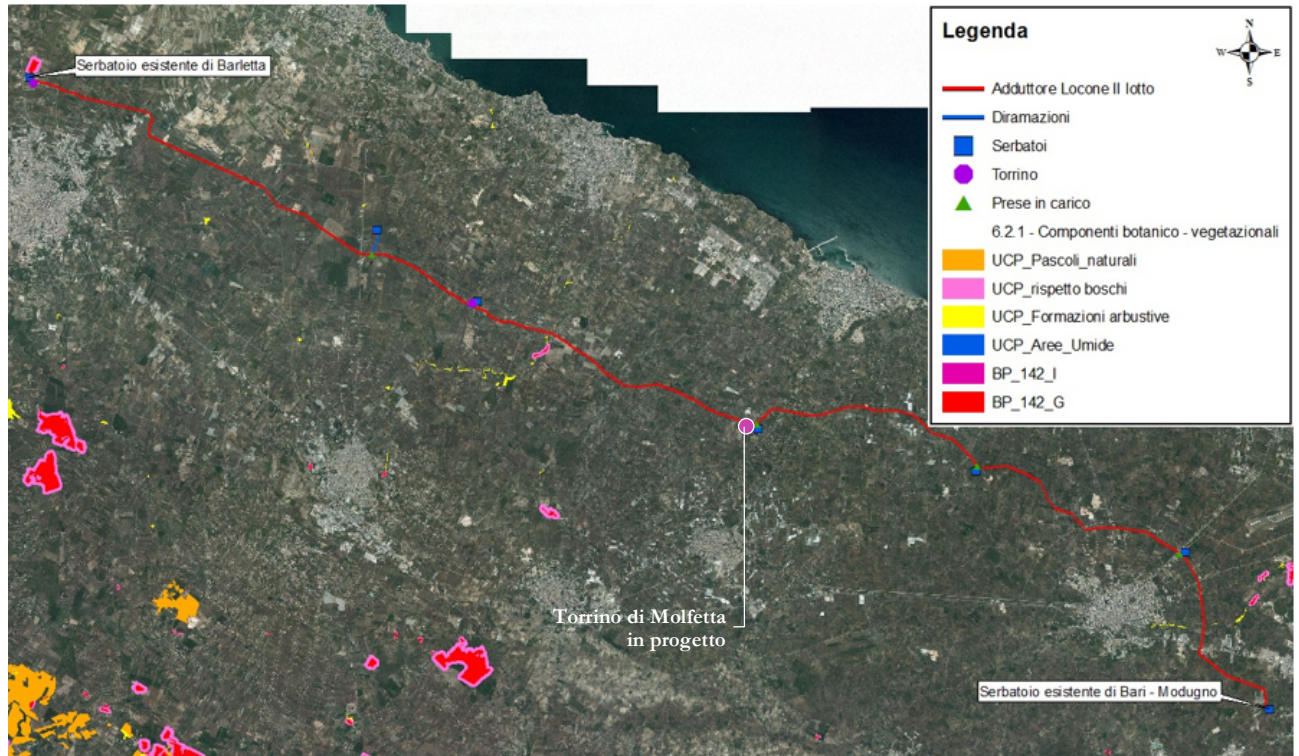 Serbatoio esistente di Barletta
Legenda
N
W E
S
Adduttore Locone II lotto
Diramazioni
Serbatoi
Torrino
Prese in carico
6.2.1 - Componenti botanico - vegetazionali
UCP_Pascoli_naturali
UCP_rispetto boschi
UCP_Formazioni arbustive
UCP_Aree_Umide
BP_142_I
BP_142_G
Torrino di Molfetta
in progetto
Serbatoio esistente di Bari - Modugno